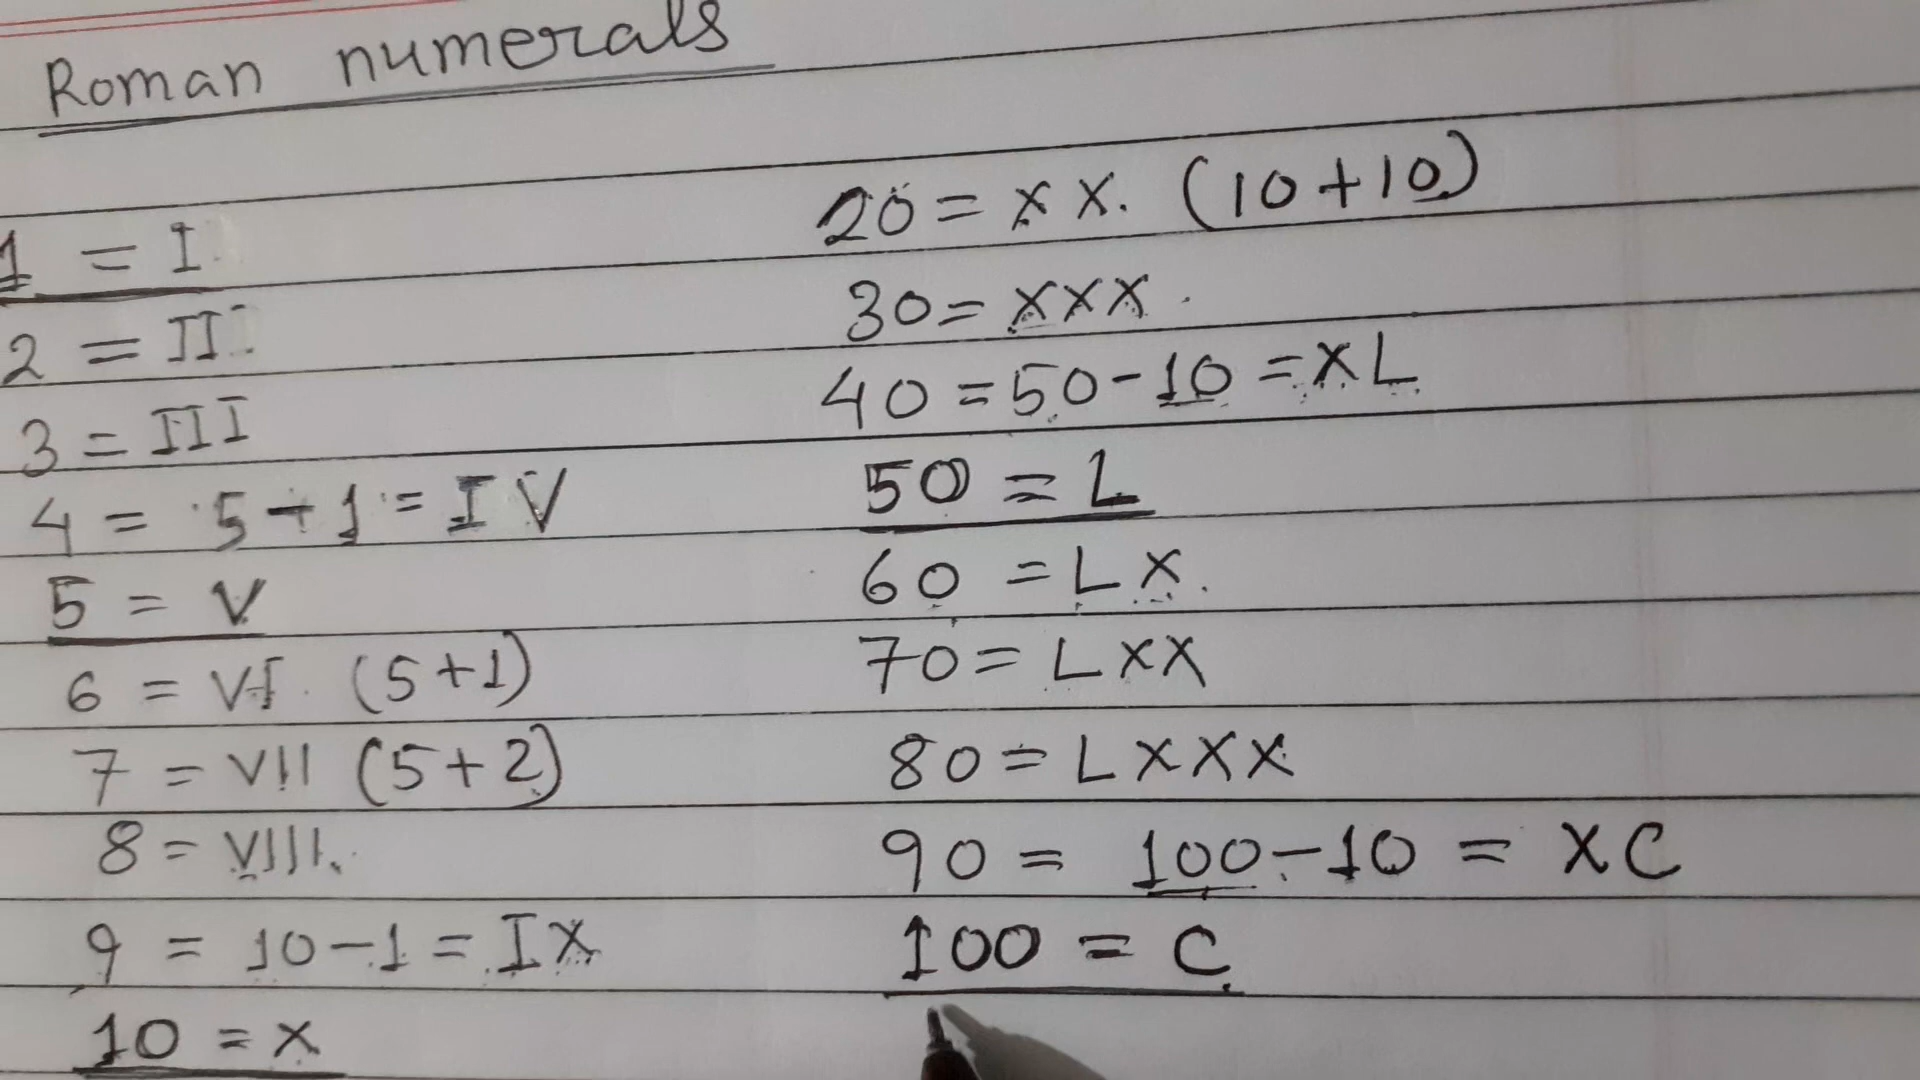 Roman numerals
1 = I
2 = II
3 = III
4 = 5-1 = IV
5 = V
6 = VI (5+1)
7 = VII (5+2)
8 = VIII.
9 = 10-1 = IX
10 = X
20 = XX. (10+10)
30 = XXX.
40 = 50-10 = XL
50 = L
60 = LX.
70 = LXX
80 = LXXX
90 = 100-10 = XC
100 = C